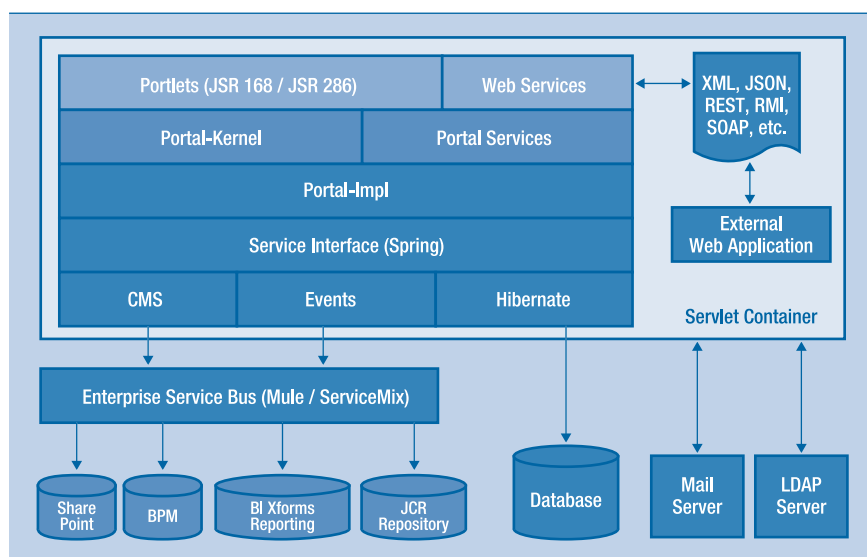 Portlets (JSR 168 / JSR 286)
Web Services
XML, JSON,
REST, RMI,
SOAP, etc.
Portal-Kernel
Portal Services
Portal-Impl
External
Web Application
Service Interface (Spring)
CMS
Events
Hibernate
Servlet Container
Enterprise Service Bus (Mule / ServiceMix)
Share
Point
BPM
BI Xforms
Reporting
JCR
Repository
Database
Mail
Server
LDAP
Server